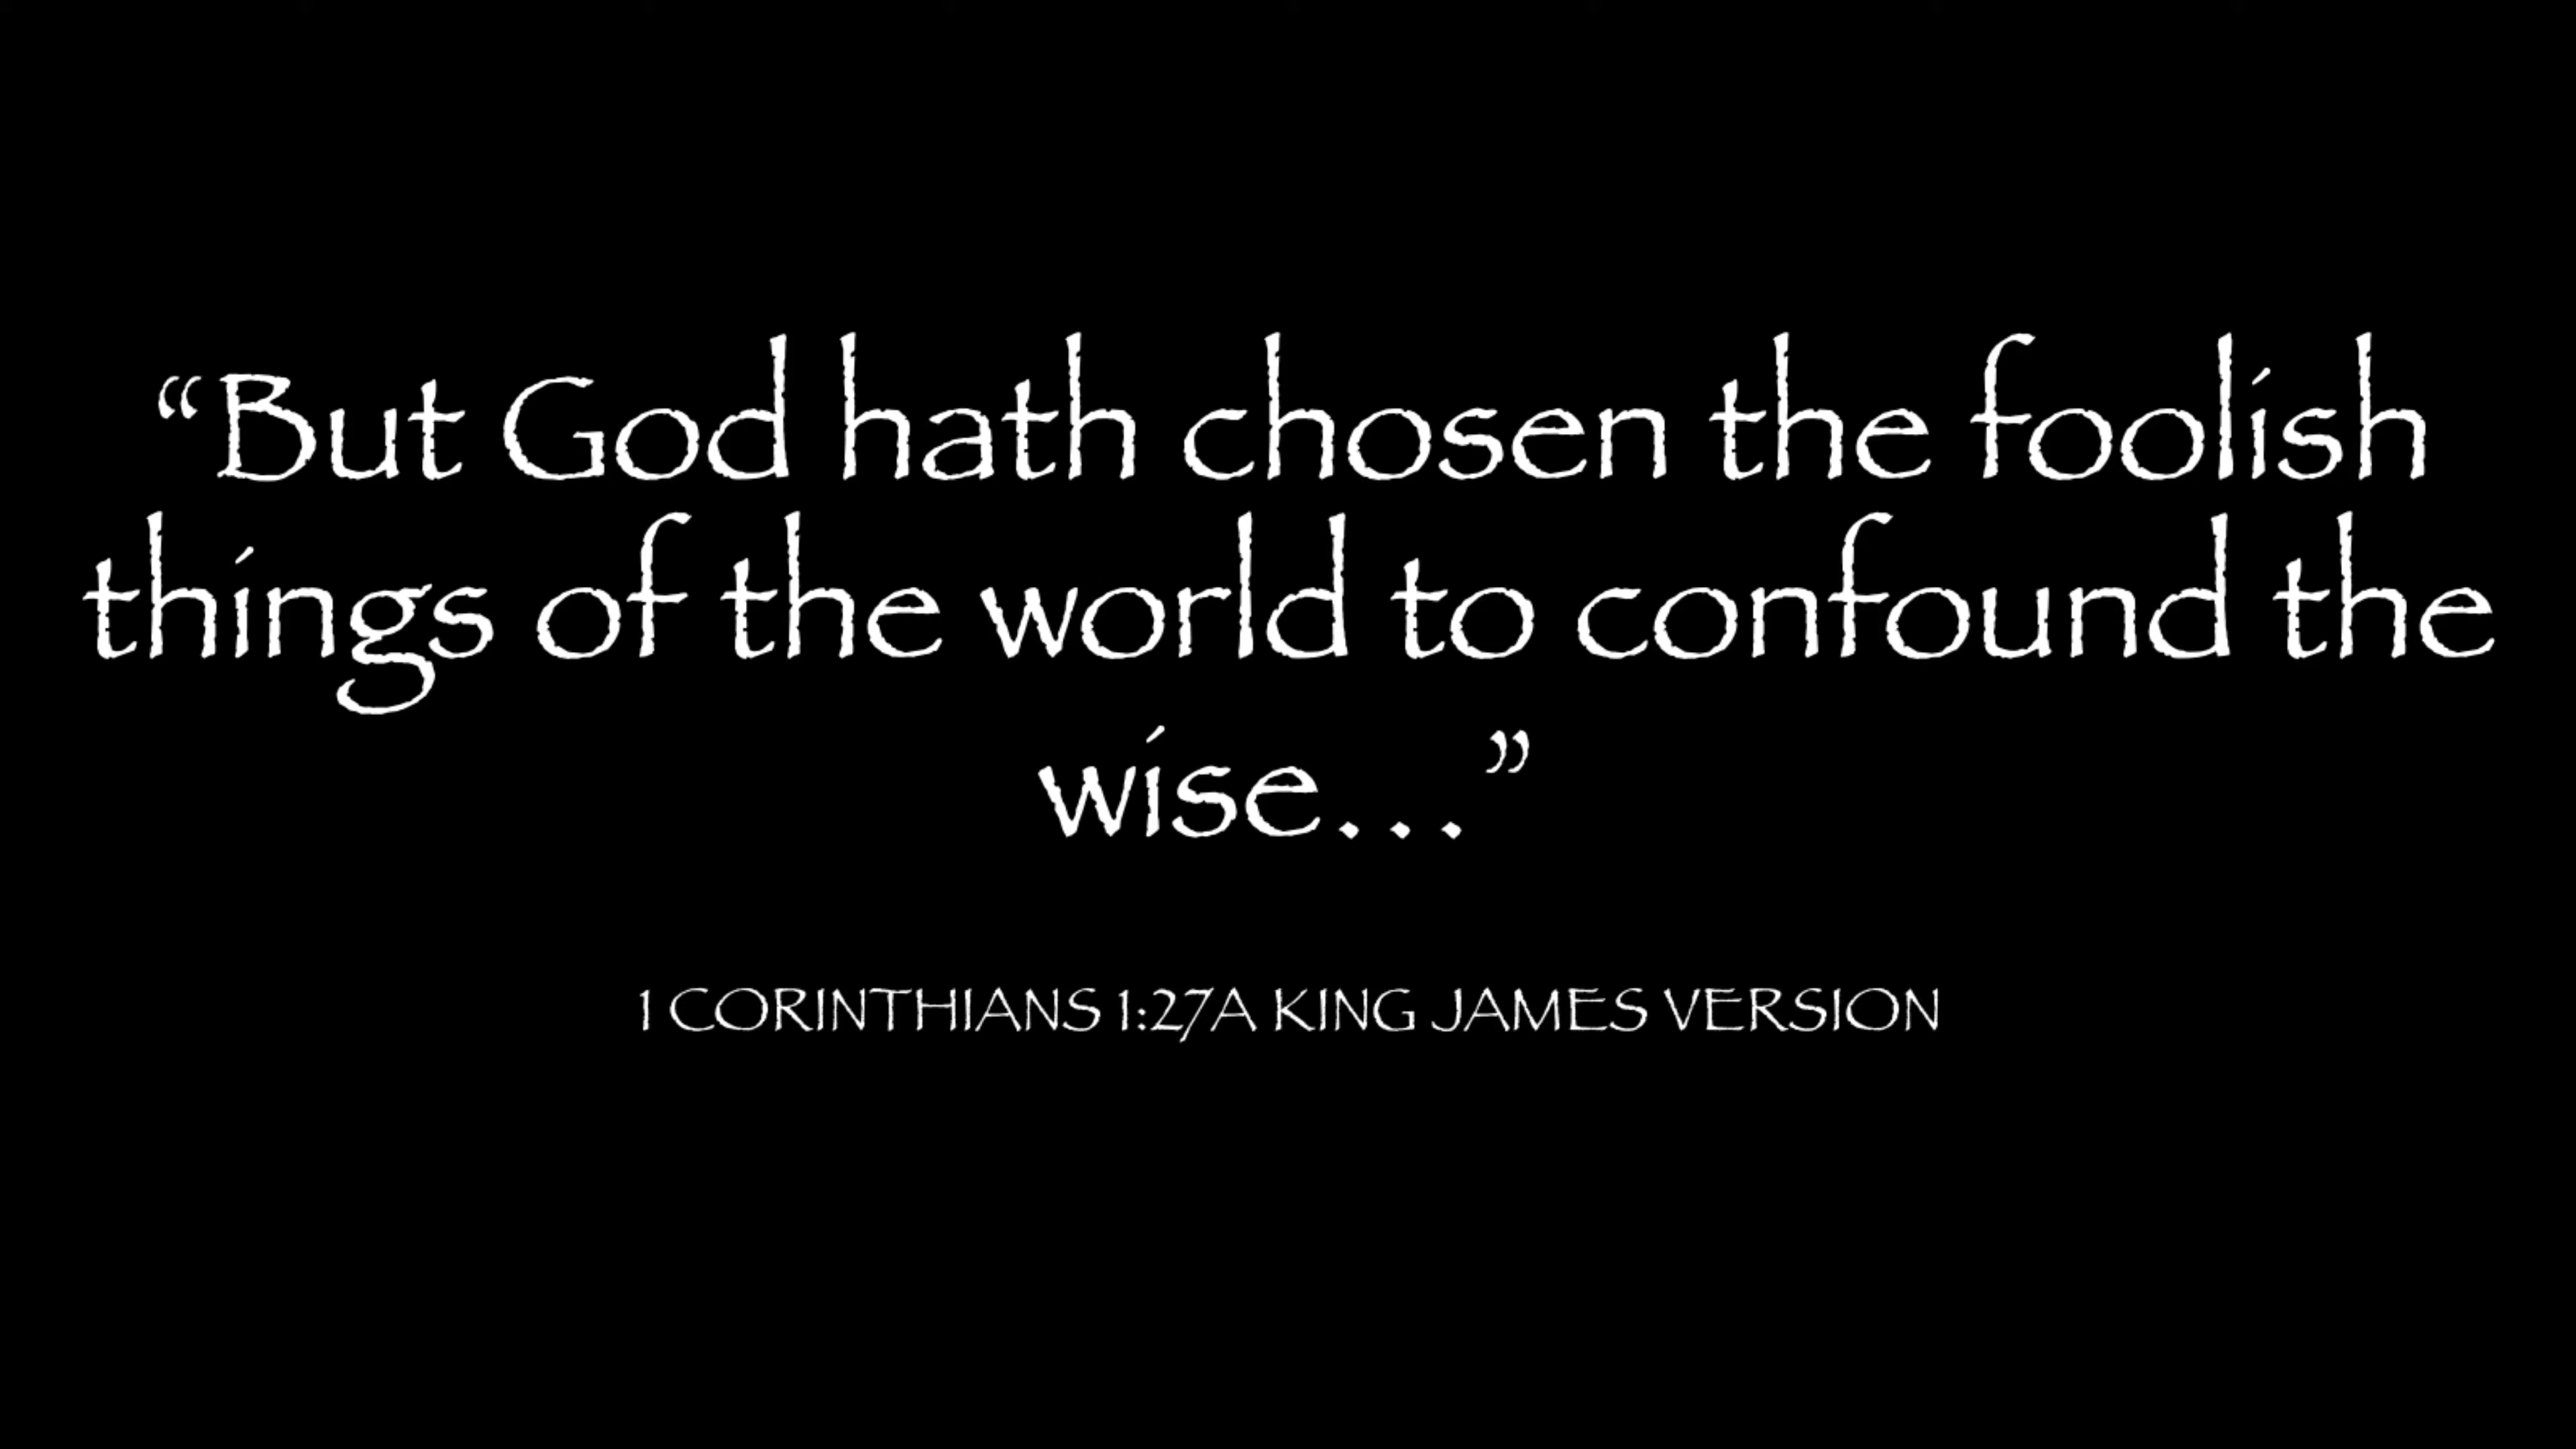 “But God hath chosen the foolish
things of the world to confound the
wise...”
1 CORINTHIANS 1:27A KING JAMES VERSION